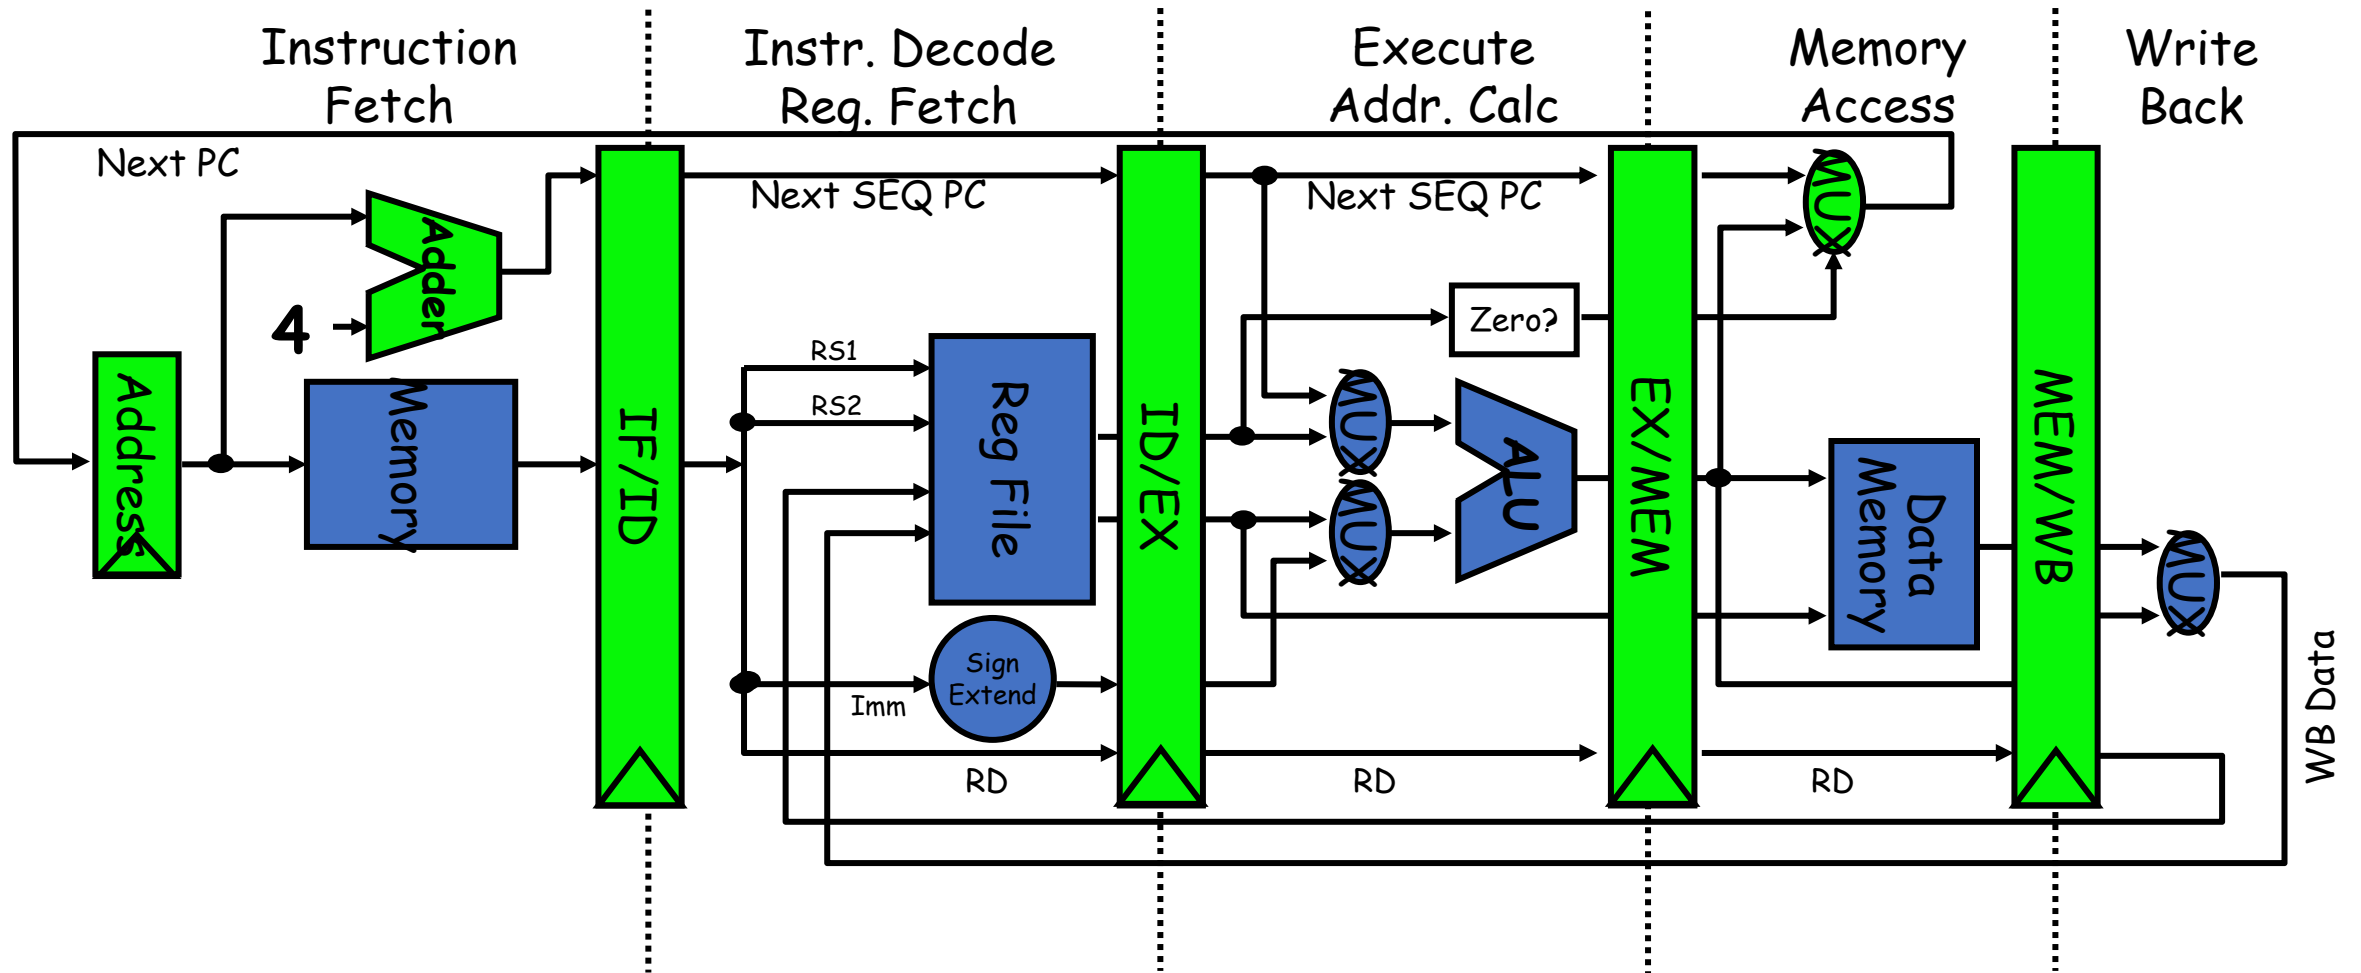 Instruction
Fetch
Instr. Decode
Reg. Fetch
Execute
Addr. Calc
Memory
Access
Write
Back
Next PC
Next SEQ PC
Next SEQ PC
MUX
Adder
4
Zero?
Address
Memory
IF/ID
RS1
RS2
Reg File
ID/EX
MUX
MUX
ALU
EX/MEM
Data
Memory
MEM/WB
MUX
Sign
Extend
Imm
RD
RD
RD
WB Data